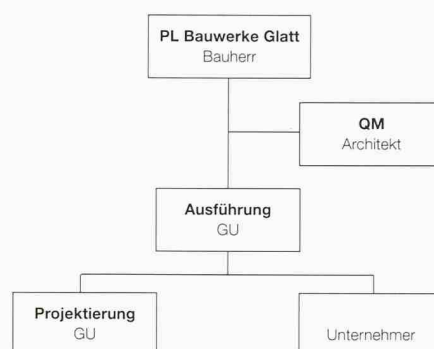 PL Bauwerke Glatt
Bauherr
QM
Architekt
Ausführung
GU
Projektierung
GU
Unternehmer